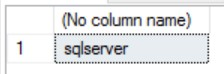 (No column name)
1 sqlserver